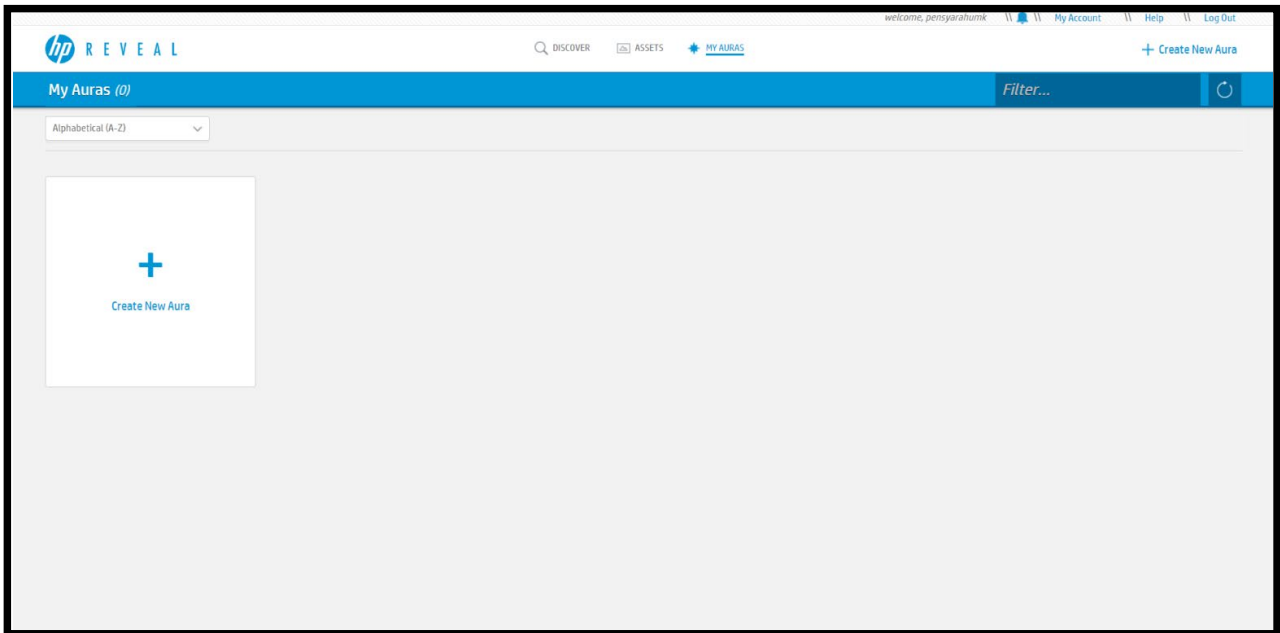 welcome, pensyarahumk \\ \\ My Account \\ Help \\ Log Out
hp REVEAL DISCOVER ASSETS MY AURAS + Create New Aura
My Auras (0) Filter...
Alphabetical (A-Z)
+
Create New Aura